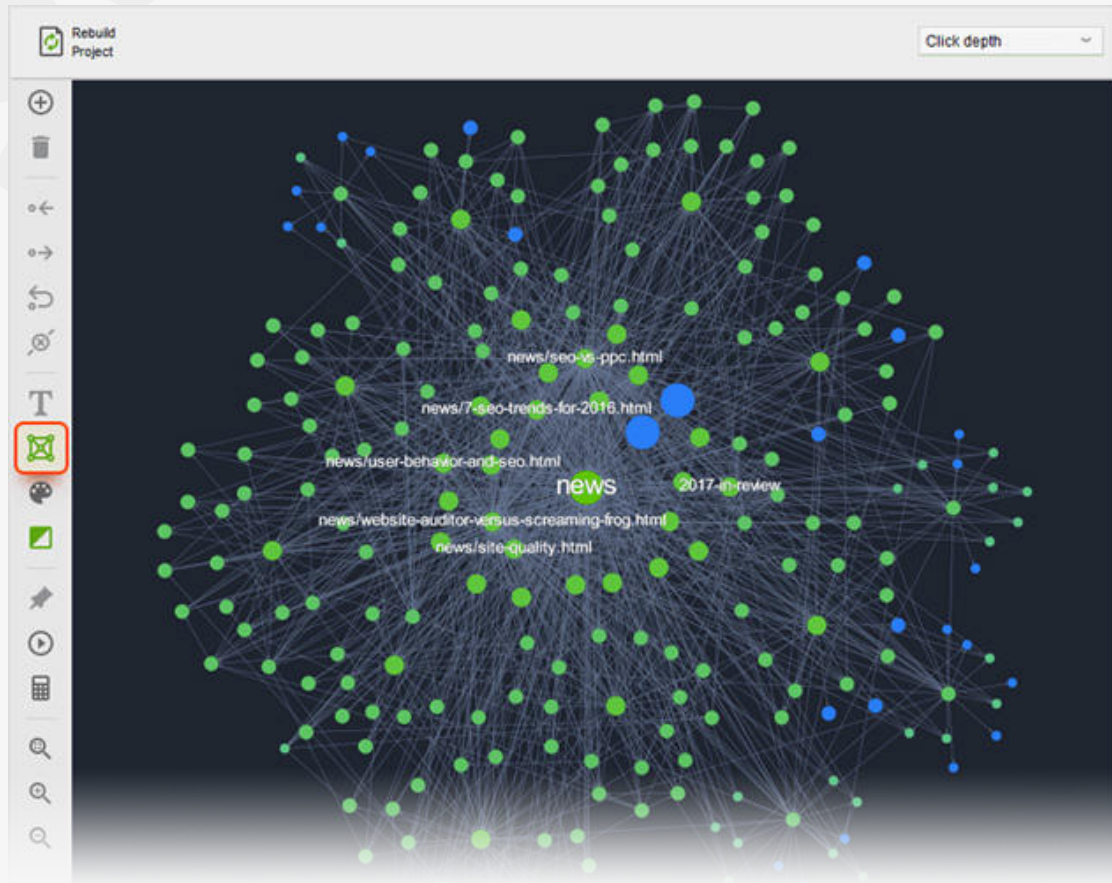 Rebuild
Project
Click depth
news/seo-vs-ppc.html
news/7-seo-trends-for-2016.html
news/user-behavior-and-seo.html
news
2017-in-review
news/website-auditor-versus-screaming-frog.html
news/site-quality.html